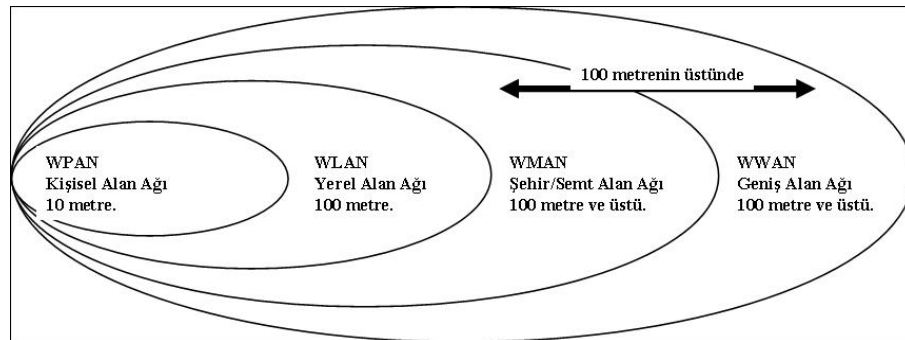 100 metrenin üstünde
WPAN
Kişisel Alan Ağı
10 metre.
WLAN
Yerel Alan Ağı
100 metre.
WMAN
Şehir/Semt Alan Ağı
100 metre ve üstü.
WWAN
Geniş Alan Ağı
100 metre ve üstü.